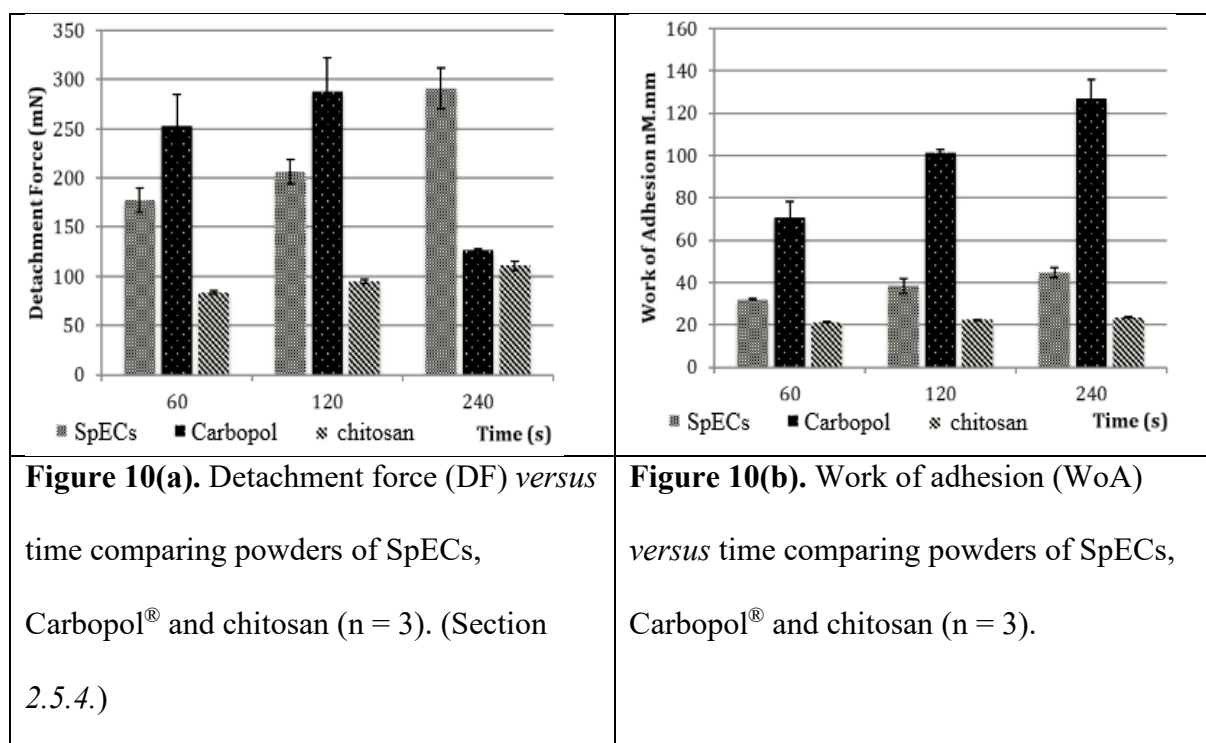 350
300
250
200
150
100
50
0
Detachment Force (mN)
60 120 240
SpECs Carbopol chitosan Time (s)
160
140
120
100
80
60
40
20
0
Work of Adhesion nM.mm
60 120 240
SpECs Carbopol chitosan Time (s)
Figure 10(a). Detachment force (DF) versus
time comparing powders of SpECs,
Carbopol® and chitosan (n = 3). (Section
2.5.4.)
Figure 10(b). Work of adhesion (WoA)
versus time comparing powders of SpECs,
Carbopol® and chitosan (n = 3).